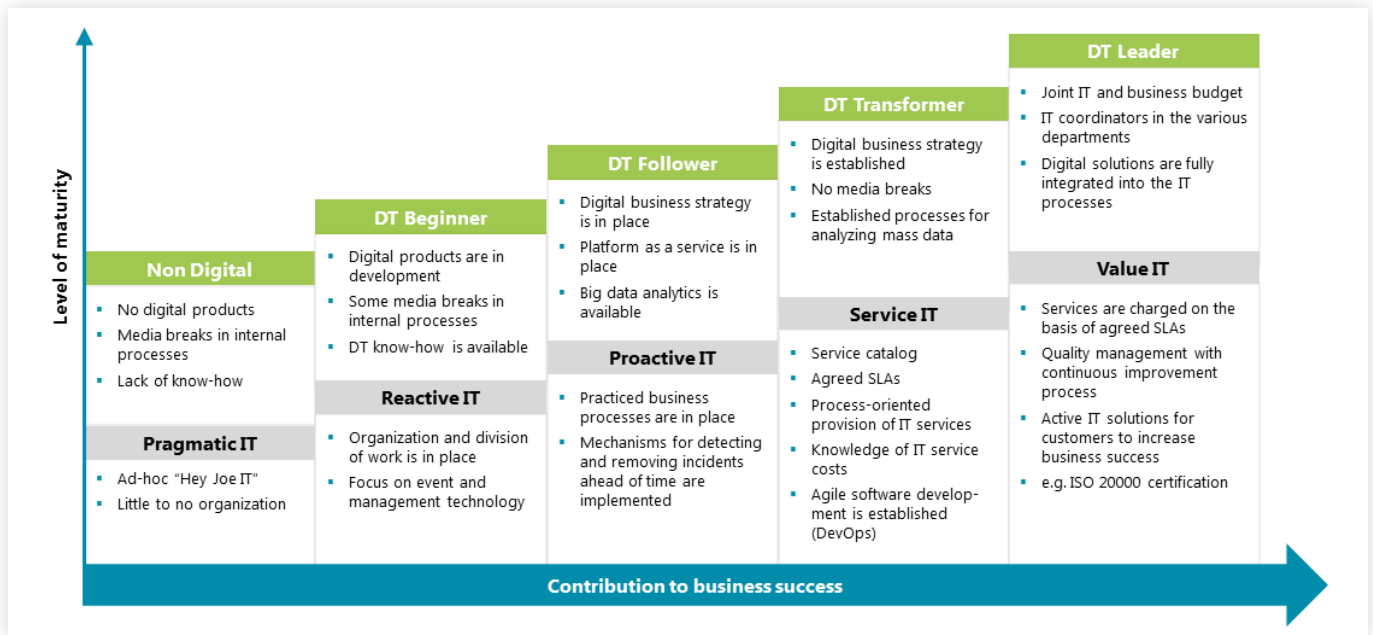 Level of maturity
Non Digital
▪ No digital products
▪ Media breaks in internal
processes
▪ Lack of know-how
Pragmatic IT
▪ Ad-hoc “Hey Joe IT“
▪ Little to no organization
DT Beginner
▪ Digital products are in
development
▪ Some media breaks in
internal processes
▪ DT know-how is available
Reactive IT
▪ Organization and division
of work is in place
▪ Focus on event and
management technology
DT Follower
▪ Digital business strategy
is in place
▪ Platform as a service is in
place
▪ Big data analytics is
available
Proactive IT
▪ Practiced business
processes are in place
▪ Mechanisms for detecting
and removing incidents
ahead of time are
implemented
DT Transformer
▪ Digital business strategy
is established
▪ No media breaks
▪ Established processes for
analyzing mass data
Service IT
▪ Service catalog
▪ Agreed SLAs
▪ Process-oriented
provision of IT services
▪ Knowledge of IT service
costs
▪ Agile software develop-
ment is established
(DevOps)
DT Leader
▪ Joint IT and business budget
▪ IT coordinators in the various
departments
▪ Digital solutions are fully
integrated into the IT
processes
Value IT
▪ Services are charged on the
basis of agreed SLAs
▪ Quality management with
continuous improvement
process
▪ Active IT solutions for
customers to increase
business success
▪ e.g. ISO 20000 certification
Contribution to business success